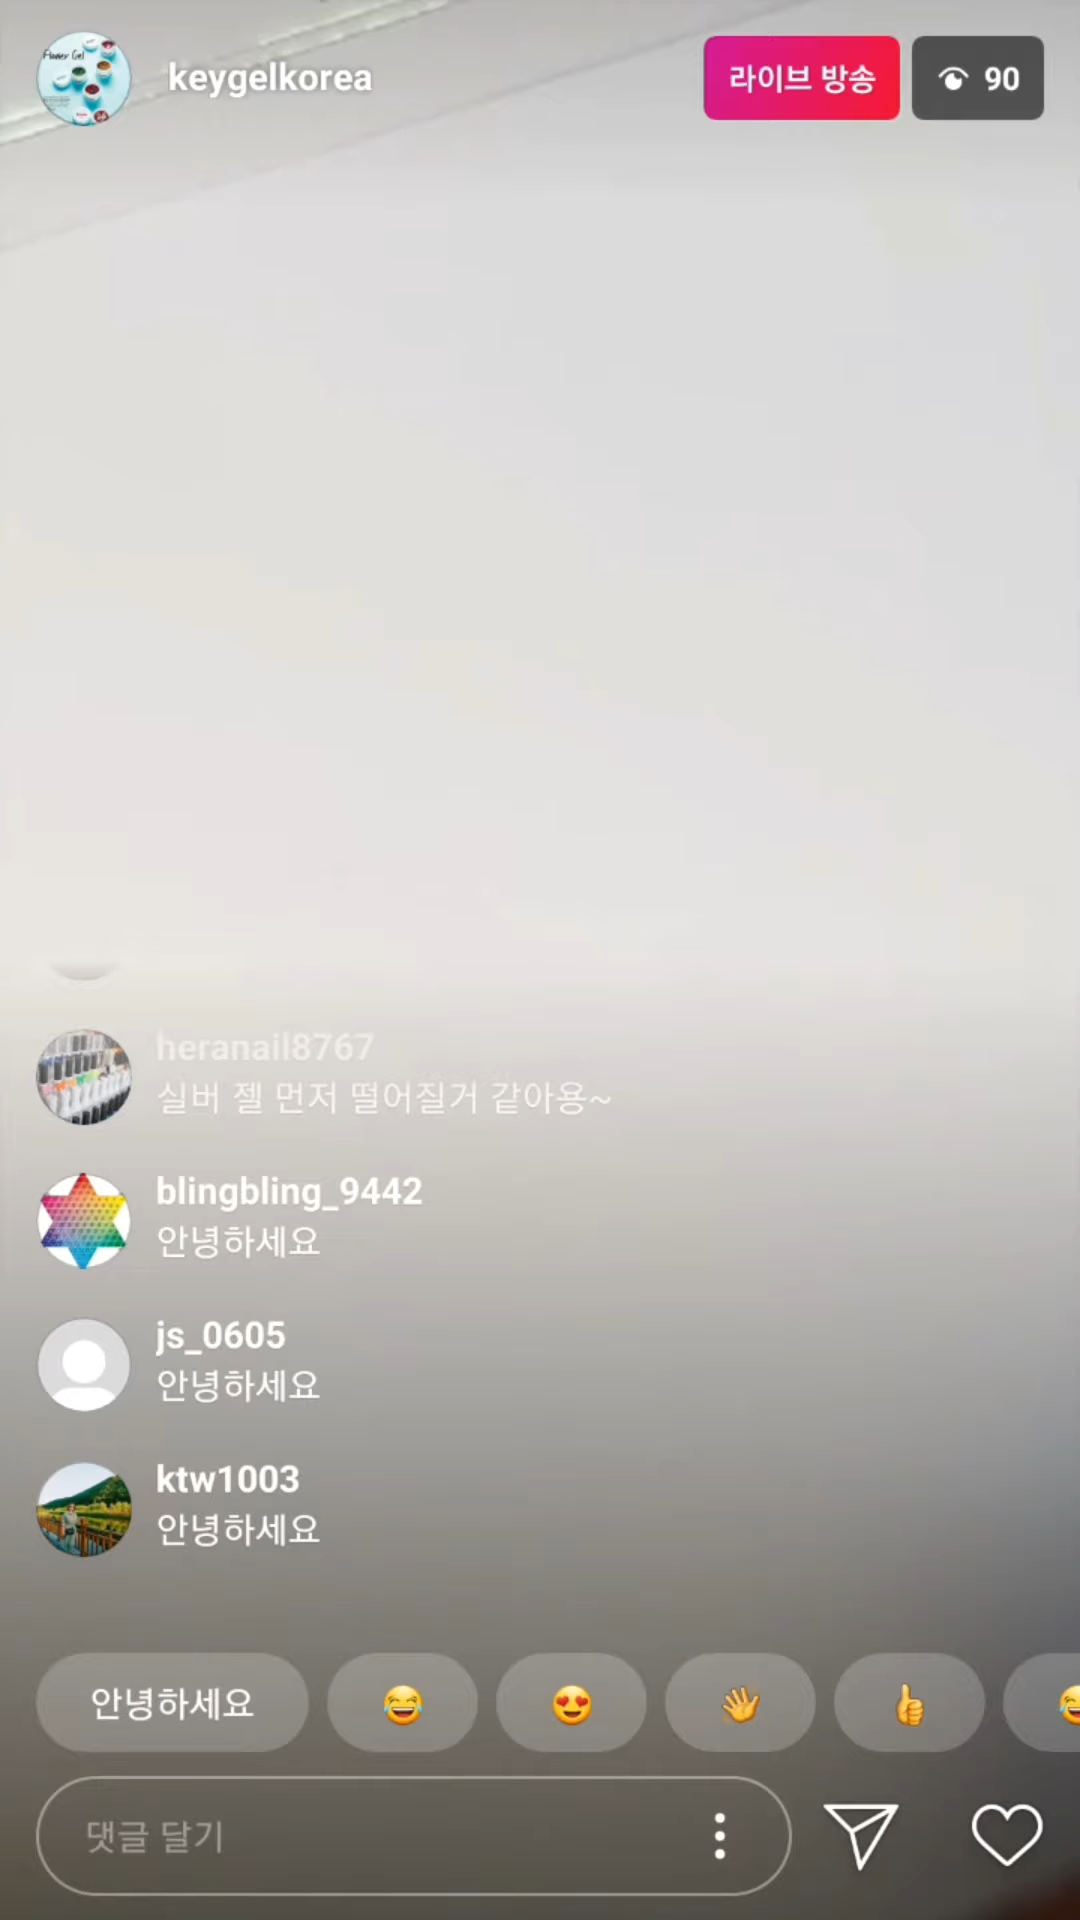 Flower Gel
keygelkorea
라이브 방송
90
heranail8767
실버 젤 먼저 떨어질거 같아용~
blingbling_9442
안녕하세요
js_0605
안녕하세요
ktw1003
안녕하세요
안녕하세요
댓글 달기